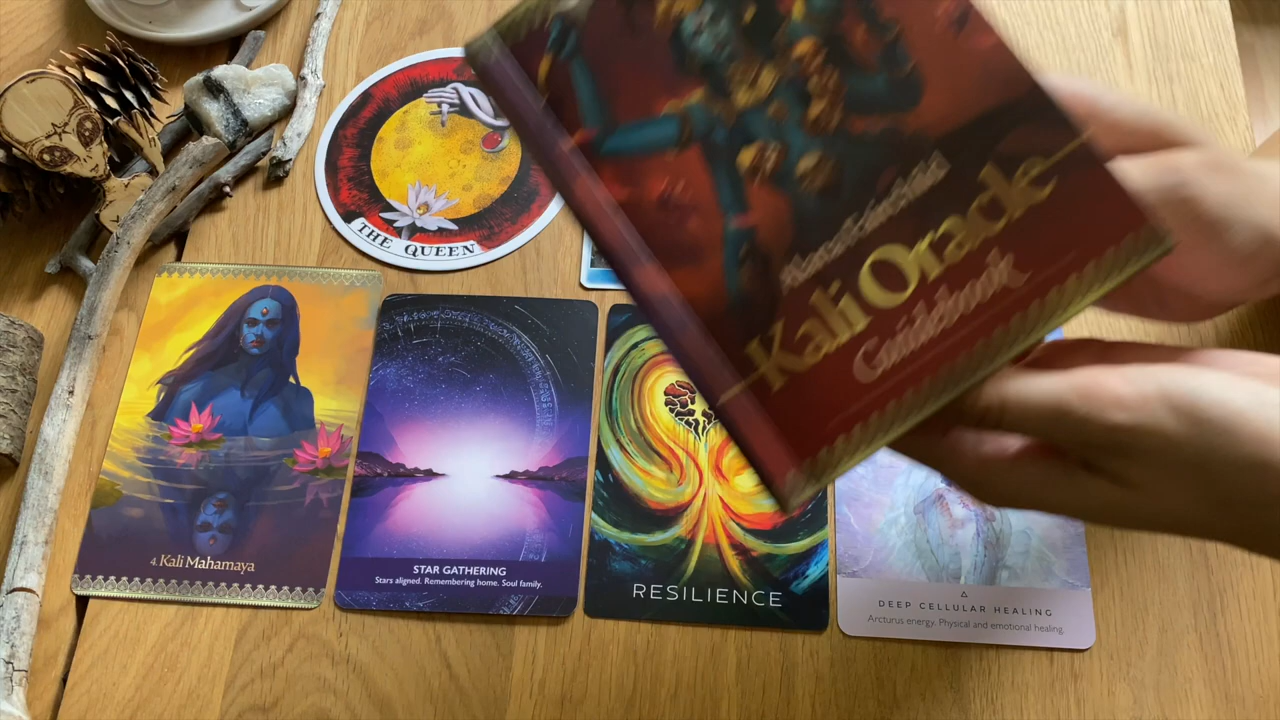 THE QUEEN
Kali Oracle
Guidebook
4. Kali Mahamaya
STAR GATHERING
Stars aligned. Remembering home. Soul family.
RESILIENCE
DEEP CELLULAR HEALING
Arcturus energy. Physical and emotional healing.